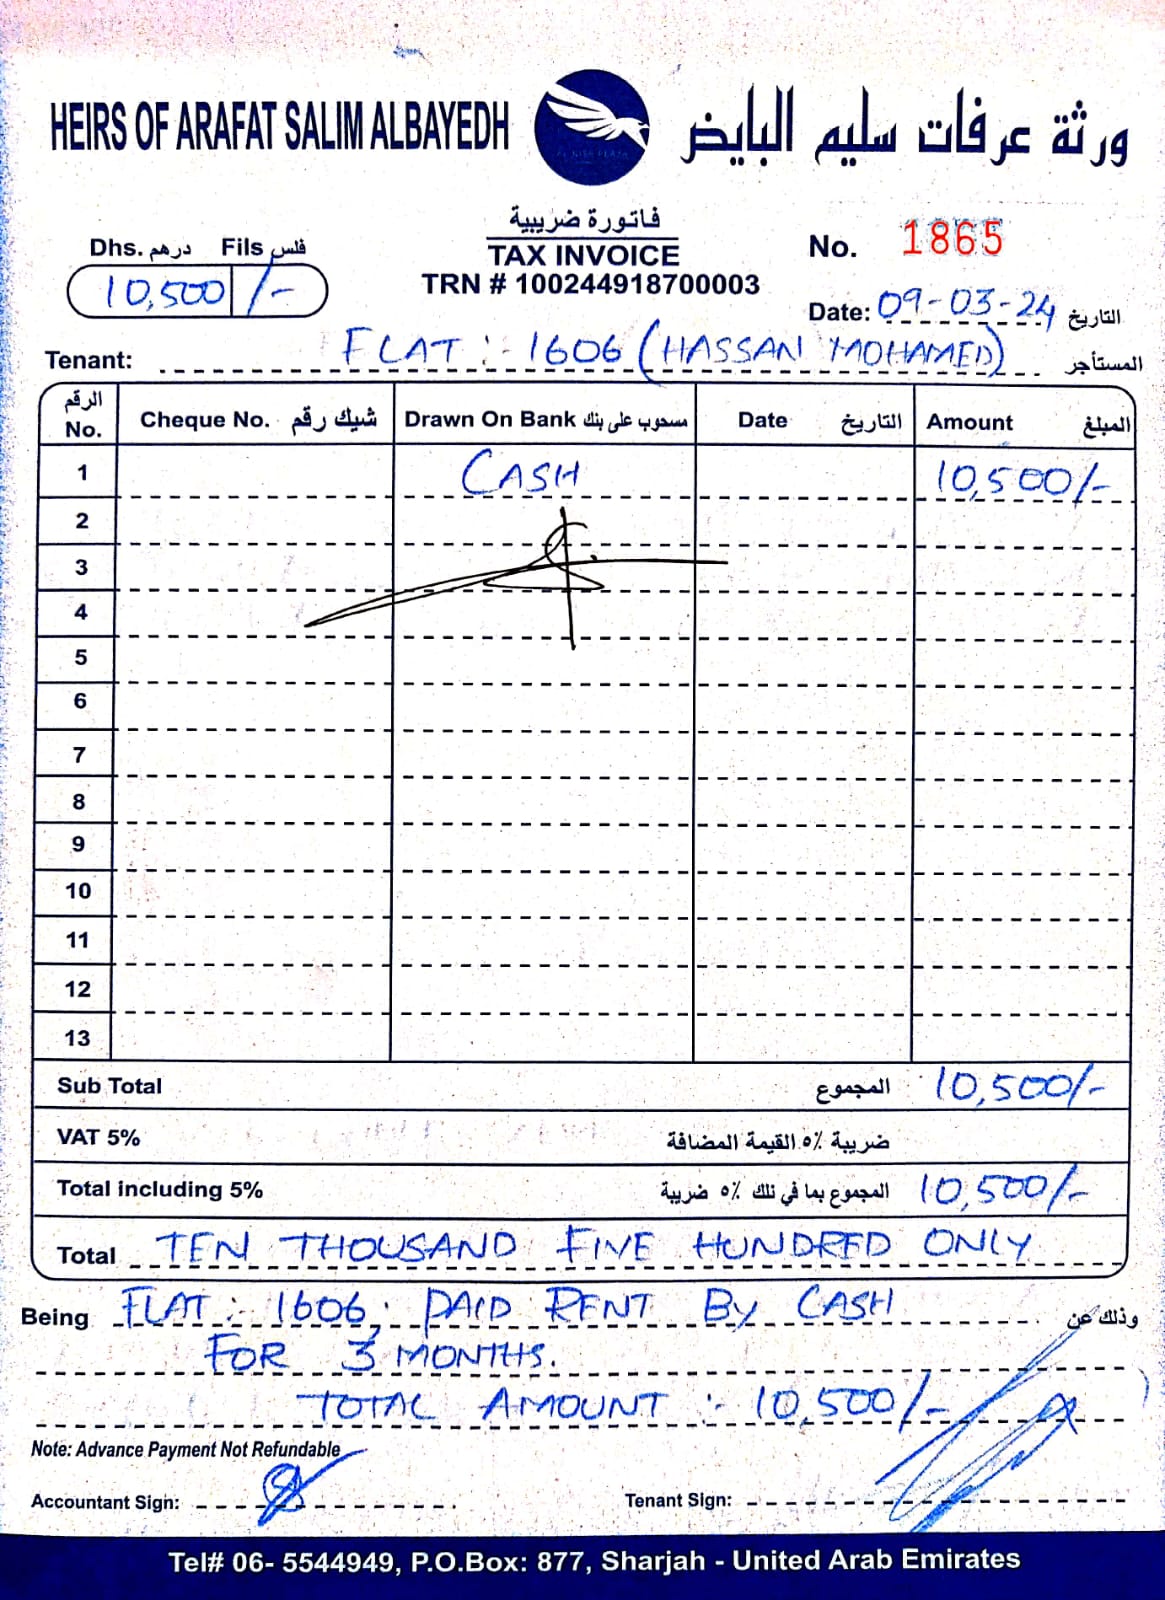 HEIRS OF ARAFAT SALIM ALBAYEDH
ورثة عرفات سليم البايض
فاتورة ضريبية
TAX INVOICE
TRN # 100244918700003
Dhs. درهم Fils فلس
10,500 /-
No. 1865
Date: 09-03-24 التاريخ
Tenant: FLAT :- 1606 (HASSAN MOHAMED) المستأجر
الرقم No. Cheque No. شيك رقم Drawn On Bank مسحوب على بنك Date التاريخ Amount المبلغ
1 CASH 10,500/-
2
3
4
5
6
7
8
9
10
11
12
13
Sub Total المجموع 10,500/-
VAT 5% ضريبة ٥٪ القيمة المضافة
Total including 5% المجموع بما في ذلك ٥٪ ضريبة 10,500/-
Total TEN THOUSAND FIVE HUNDRED ONLY
Being FLAT :- 1606, PAID RENT BY CASH وذلك عن
FOR 3 MONTHS.
TOTAL AMOUNT :- 10,500/-
Note: Advance Payment Not Refundable
Accountant Sign: Tenant Sign:
Tel# 06- 5544949, P.O.Box: 877, Sharjah - United Arab Emirates